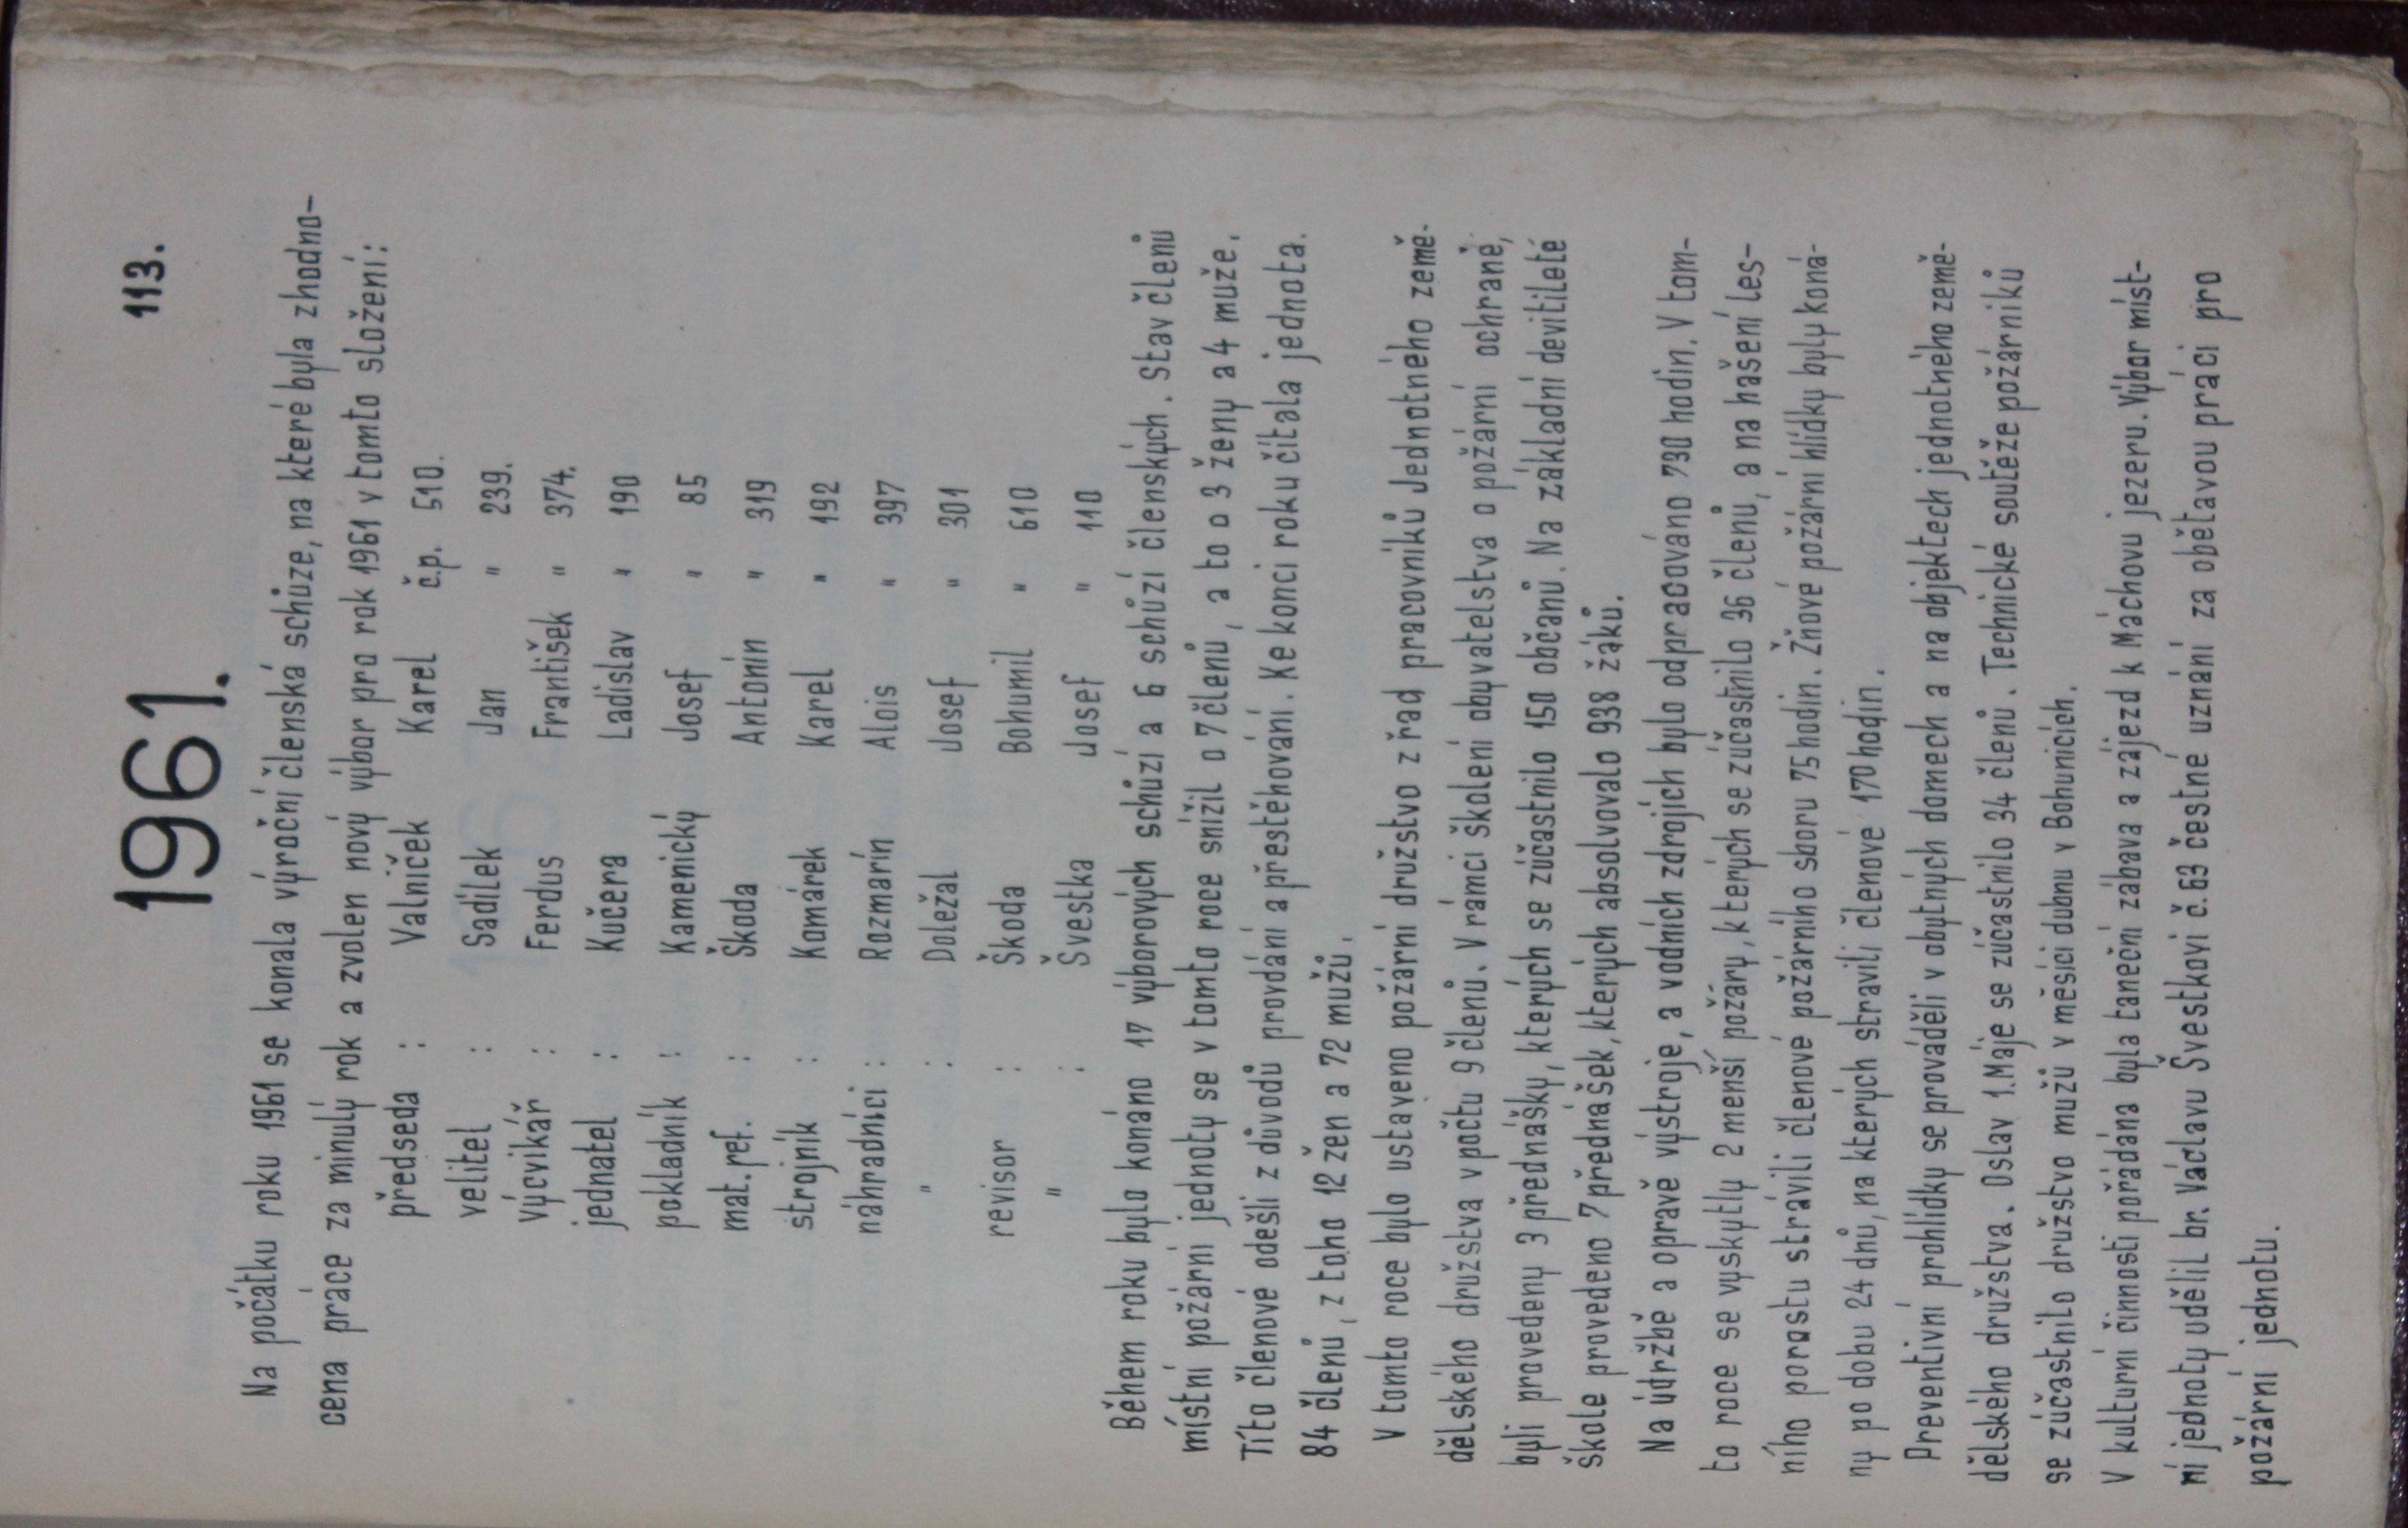 113.
1961.
Na počátku roku 1961 se konala výroční členská schůze, na které byla zhodno-
cena práce za minulý rok a zvolen nový výbor pro rok 1961 v tomto složení:
předseda : Valníček Karel č.p. 510.
velitel : Sadílek Jan " 239.
výcvikář : Ferdus František " 374.
jednatel : Kučera Ladislav " 190
pokladník : Kamenický Josef " 85
mat. ref. : Škoda Antonín " 319
strojník : Komárek Karel " 192
náhradníci : Rozmarín Alois " 397
" : Doležal Josef " 301
revisor : Škoda Bohumil " 610
" : Švestka Josef " 110
Během roku bylo konáno 17 výborových schůzí a 6 schůzí členských. Stav členů
místní požární jednoty se v tomto roce snížil o 7 členů, a to o 3 ženy a 4 muže.
Títo členové odešli z důvodů provdání a přestěhování. Ke konci roku čítala jednota
84 členů, z toho 12 žen a 72 mužů.
V tomto roce bylo ustaveno požární družstvo z řad pracovníků Jednotného země-
dělského družstva v počtu 9 členů. V rámci školení obyvatelstva o požární ochraně,
byli provedeny 3 přednášky, kterých se zúčastnilo 150 občanů. Na základní devítileté
škole provedeno 7 přednášek, kterých absolvovalo 938 žáků.
Na údržbě a opravě výstroje, a vodních zdrojích bylo odpracováno 730 hodin. V tom-
to roce se vyskytly 2 menší požáry, kterých se zúčastnilo 36 členů, a na hašení les-
ního porostu strávili členové požárního sboru 75 hodin. Žňové požární hlídky byly koná-
ny po dobu 24 dnů, na kterých stravili členové 170 hodin.
Preventivní prohlídky se prováděli v obytných domech a na objektech jednotného země-
dělského družstva. Oslav 1.Máje se zúčastnilo 34 členů. Technické soutěže požárníků
se zúčastnilo družstvo mužů v měsíci dubnu v Bohunicích.
V kulturní činnosti pořádána byla taneční zábava a zájezd k Máchovu jezeru. Výbor míst-
ní jednoty udělil br. Václavu Švestkovi č. 63 čestné uznání za obětavou práci pro
požární jednotu.